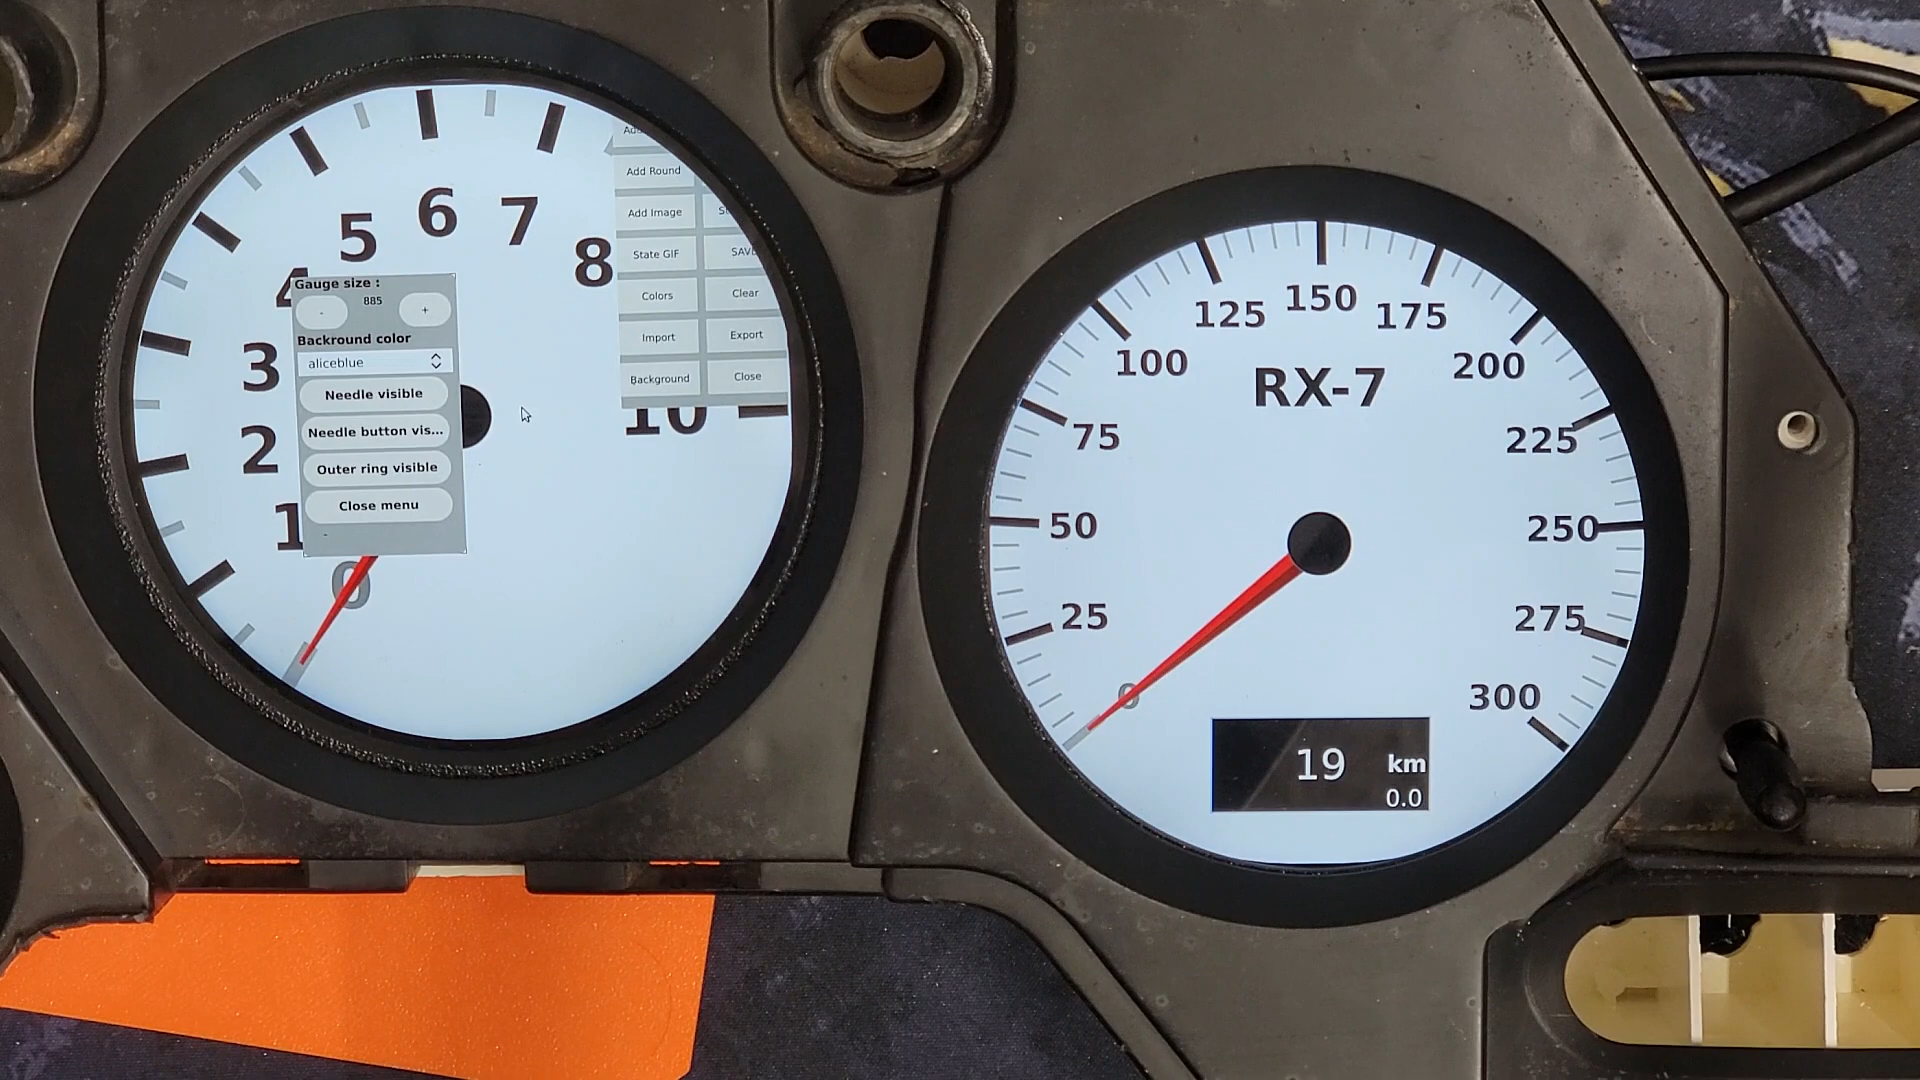 5
6
7
8
3
2
1
0
10
Gauge size :
-
885
+
Backround color
aliceblue
Needle visible
Needle button vis...
Outer ring visible
Close menu
-
Add Round
Add Image
State GIF
SAVE
Colors
Clear
Import
Export
Background
Close
0
25
50
75
100
125
150
175
200
225
250
275
300
RX-7
19
km
0.0